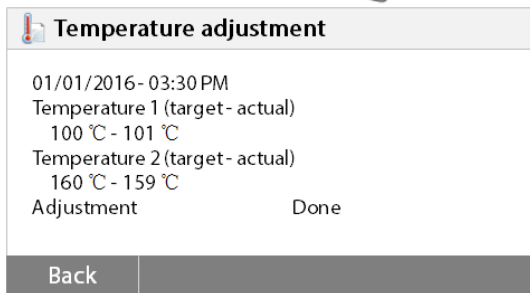 Temperature adjustment
01/01/2016 - 03:30 PM
Temperature 1 (target - actual)
100 °C - 101 °C
Temperature 2 (target - actual)
160 °C - 159 °C
Adjustment Done
Back